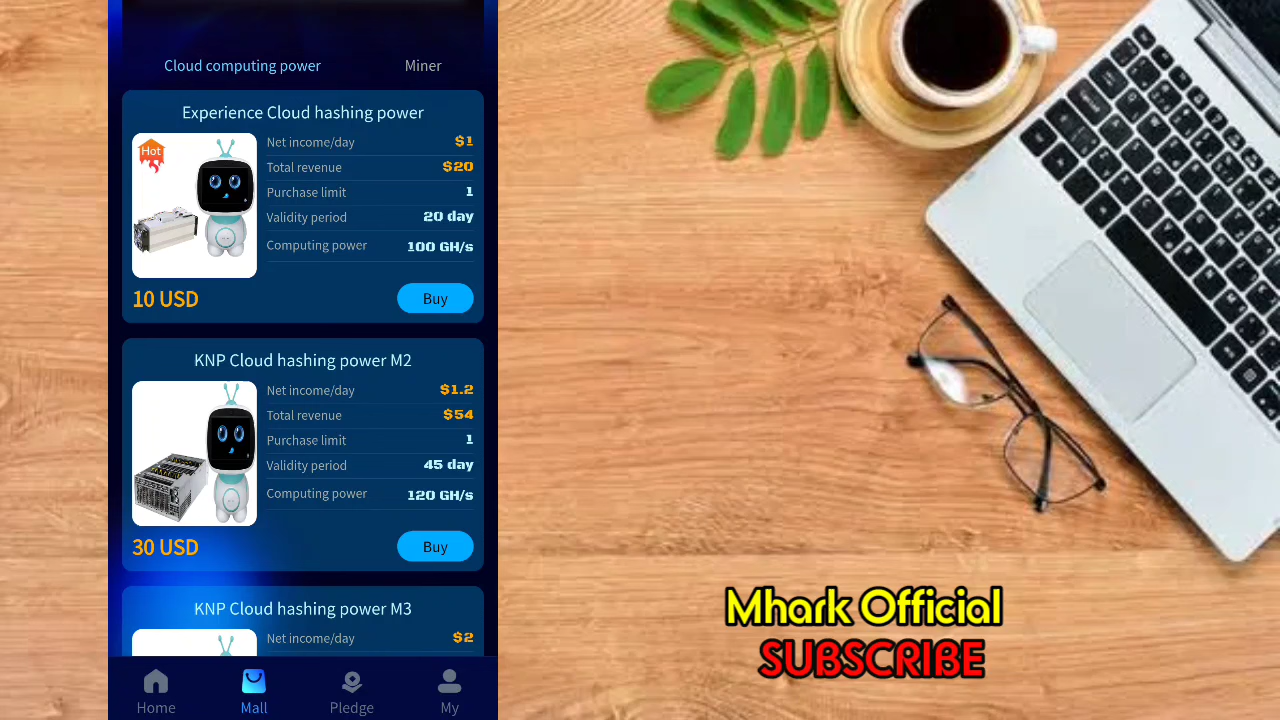 Cloud computing power
Miner
Experience Cloud hashing power
Hot
Net income/day $1
Total revenue $20
Purchase limit 1
Validity period 20 day
Computing power 100 GH/s
10 USD
Buy
KNP Cloud hashing power M2
Net income/day $1.2
Total revenue $54
Purchase limit 1
Validity period 45 day
Computing power 120 GH/s
30 USD
Buy
KNP Cloud hashing power M3
Net income/day $2
Home
Mall
Pledge
My
Mhark Official
SUBSCRIBE